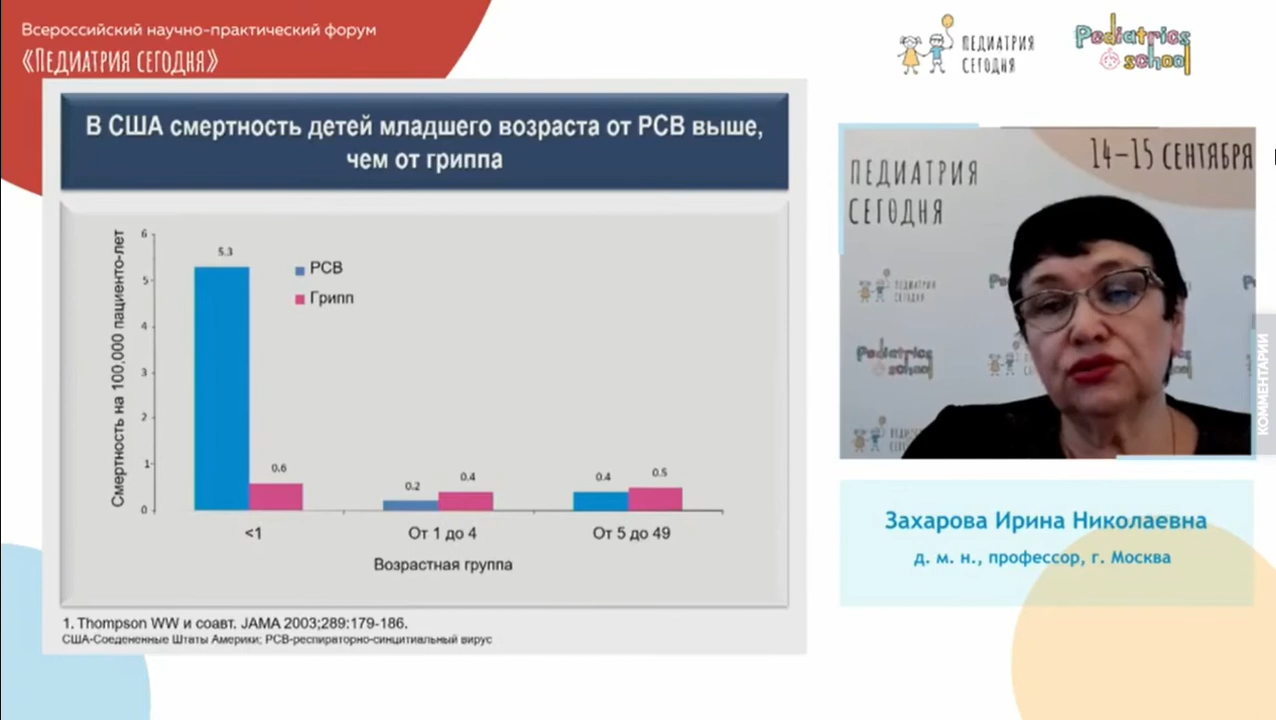 Всероссийский научно-практический форум
«Педиатрия сегодня»
ПЕДИАТРИЯ
СЕГОДНЯ
Pediatrics
school
В США смертность детей младшего возраста от РСВ выше,
чем от гриппа
Смертность на 100,000 пациенто-лет
6
5
4
3
2
1
0
5.3
0.6
0.2
0.4
0.4
0.5
РСВ
Грипп
<1
От 1 до 4
От 5 до 49
Возрастная группа
1. Thompson WW и соавт. JAMA 2003;289:179-186.
США-Соедененные Штаты Америки; РСВ-респираторно-синцитиальный вирус
14–15 СЕНТЯБРЯ
ПЕДИАТРИЯ
СЕГОДНЯ
Pediatrics
school
КОММЕНТАРИИ
Захарова Ирина Николаевна
д. м. н., профессор, г. Москва